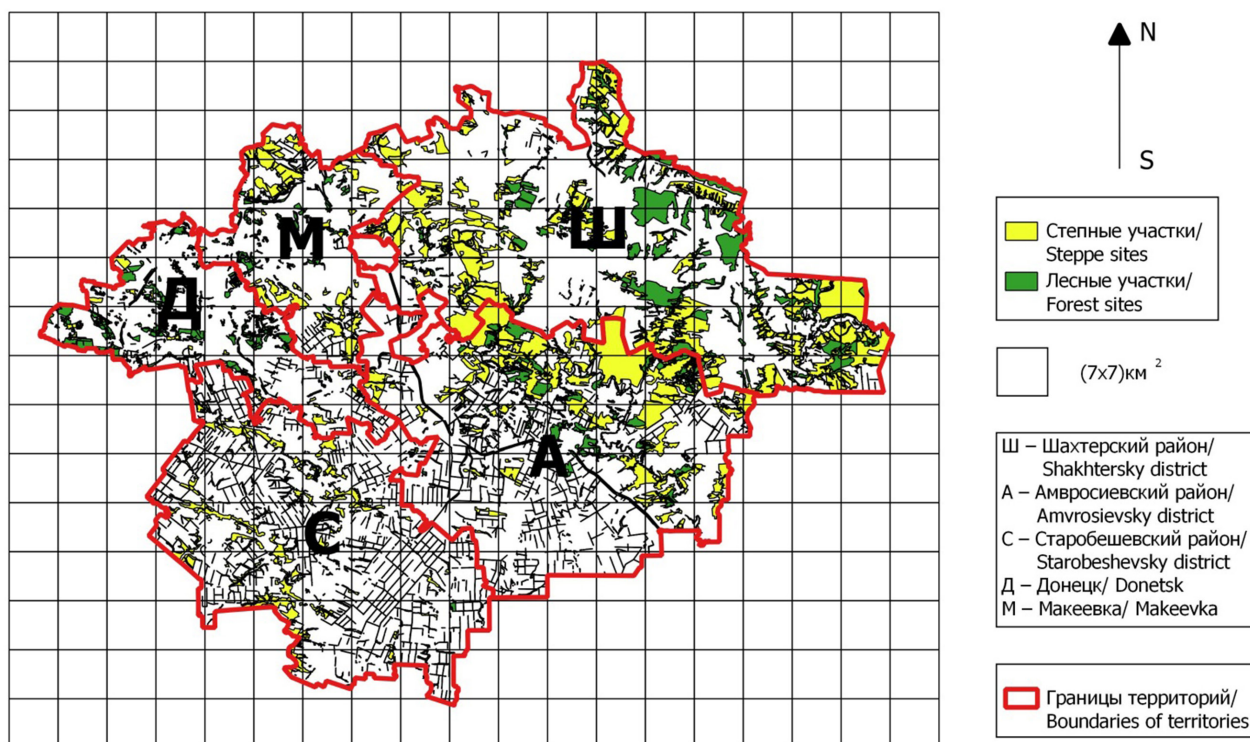 N
S
Ш
М
Д
А
С
Степные участки/
Steppe sites
Лесные участки/
Forest sites
(7x7)км ²
Ш – Шахтерский район/
Shakhtersky district
А – Амвросиевский район/
Amvrosievsky district
С – Старобешевский район/
Starobeshevsky district
Д – Донецк/ Donetsk
М – Макеевка/ Makeevka
Границы территорий/
Boundaries of territories